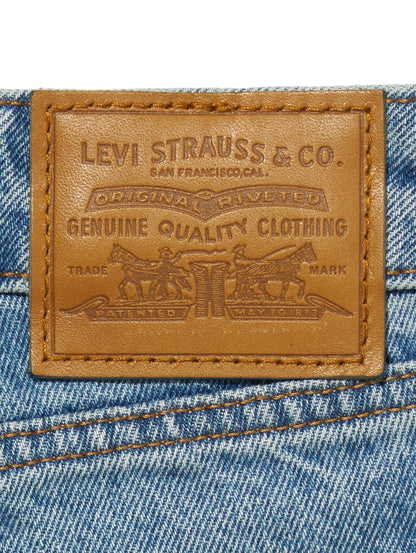 LEVI STRAUSS & CO.
SAN FRANCISCO, CAL.
ORIGINAL RIVETED
GENUINE QUALITY CLOTHING
TRADE MARK
PATENTED MAY 20 1873